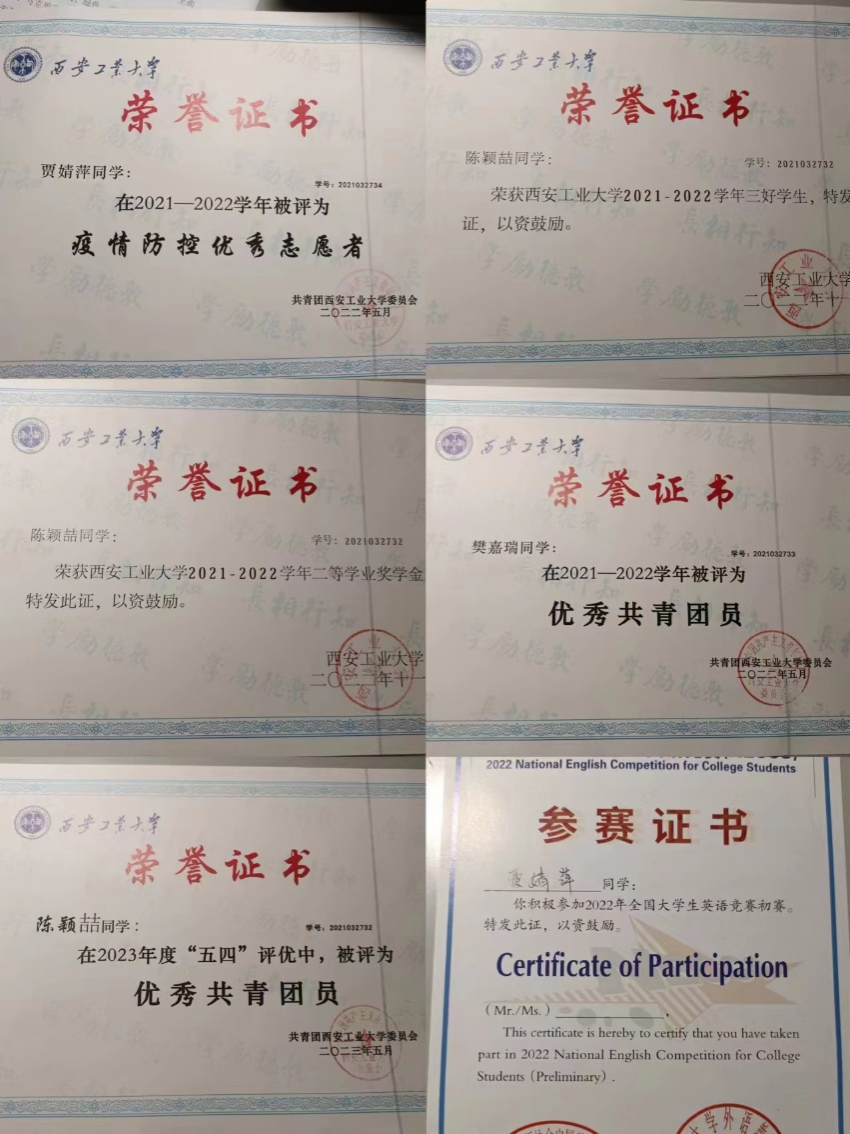 西安工业大学
荣誉证书
贾婧萍同学：
学号：2021032734
在2021—2022学年被评为
疫情防控优秀志愿者
共青团西安工业大学委员会
二〇二二年五月
西安工业大学
荣誉证书
陈颖喆同学：
学号：2021032732
荣获西安工业大学2021-2022学年三好学生，特发
证，以资鼓励。
西安工业大学
二〇二二年十一
西安工业大学
荣誉证书
陈颖喆同学：
学号：2021032732
荣获西安工业大学2021-2022学年二等学业奖学金
特发此证，以资鼓励。
西安工业大学
二〇二二年十一
西安工业大学
荣誉证书
樊嘉瑞同学：
学号：2021032733
在2021—2022学年被评为
优秀共青团员
共青团西安工业大学委员会
二〇二二年五月
西安工业大学
荣誉证书
陈颖喆同学：
学号：2021032732
在2023年度“五四”评优中，被评为
优秀共青团员
共青团西安工业大学委员会
二〇二三年五月
2022 National English Competition for College Students
参赛证书
贾婧萍 同学：
你积极参加2022年全国大学生英语竞赛初赛。
特发此证，以资鼓励。
Certificate of Participation
(Mr./Ms.)
This certificate is hereby to certify that you have taken
part in 2022 National English Competition for College
Students (Preliminary).